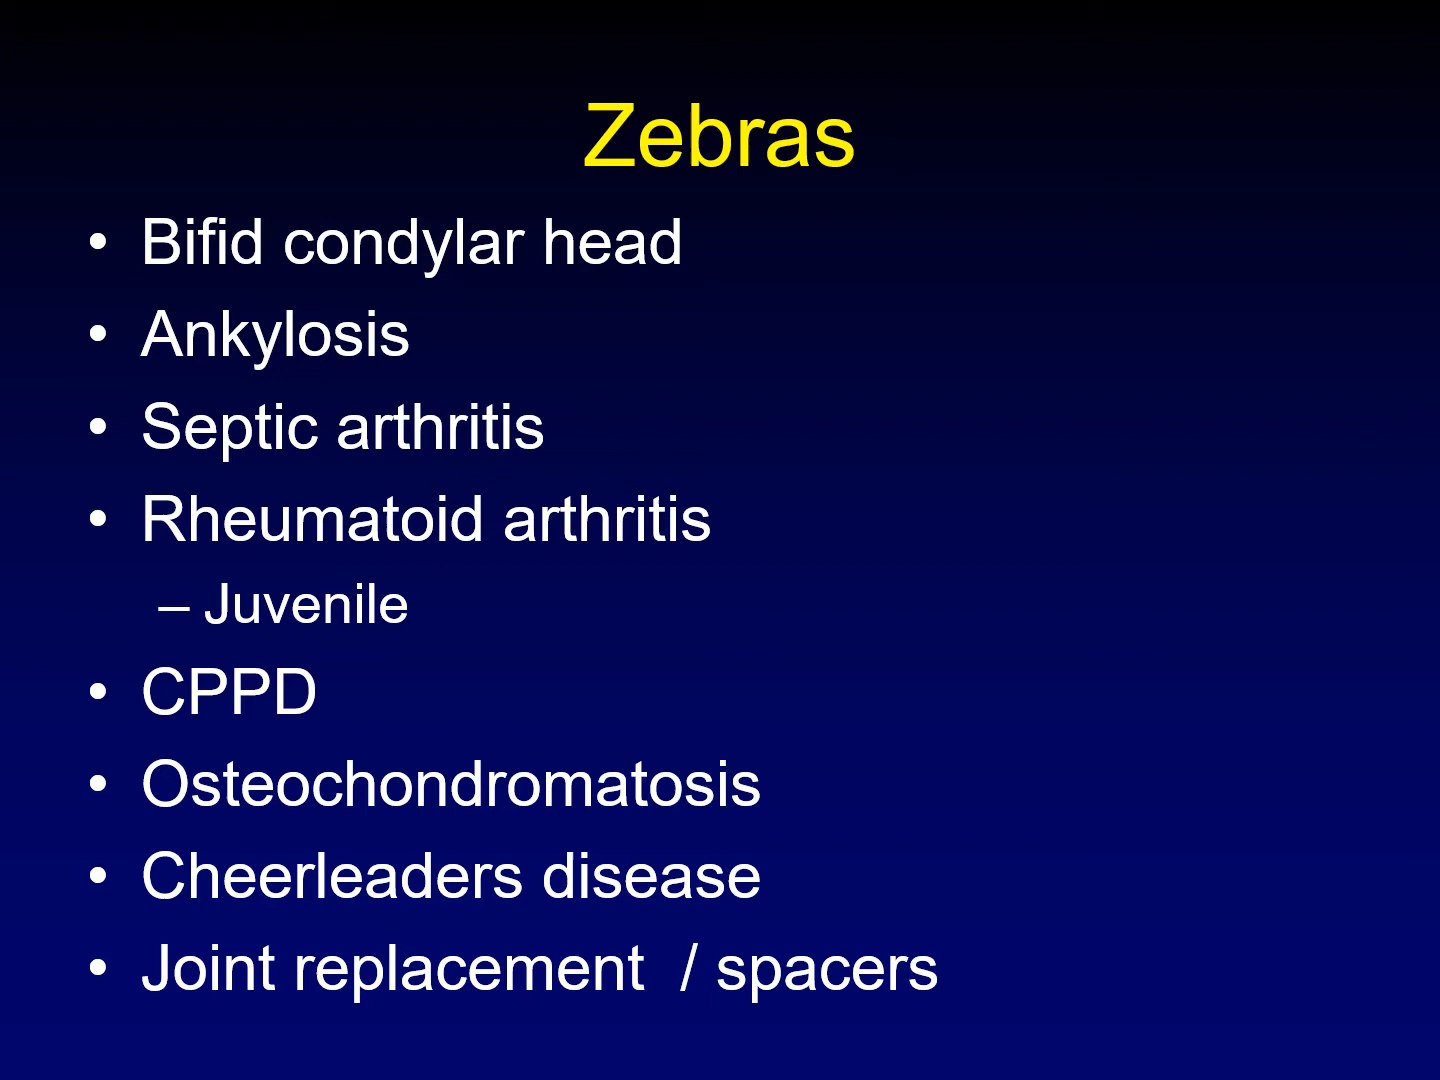 Zebras
• Bifid condylar head
• Ankylosis
• Septic arthritis
• Rheumatoid arthritis
– Juvenile
• CPPD
• Osteochondromatosis
• Cheerleaders disease
• Joint replacement  / spacers